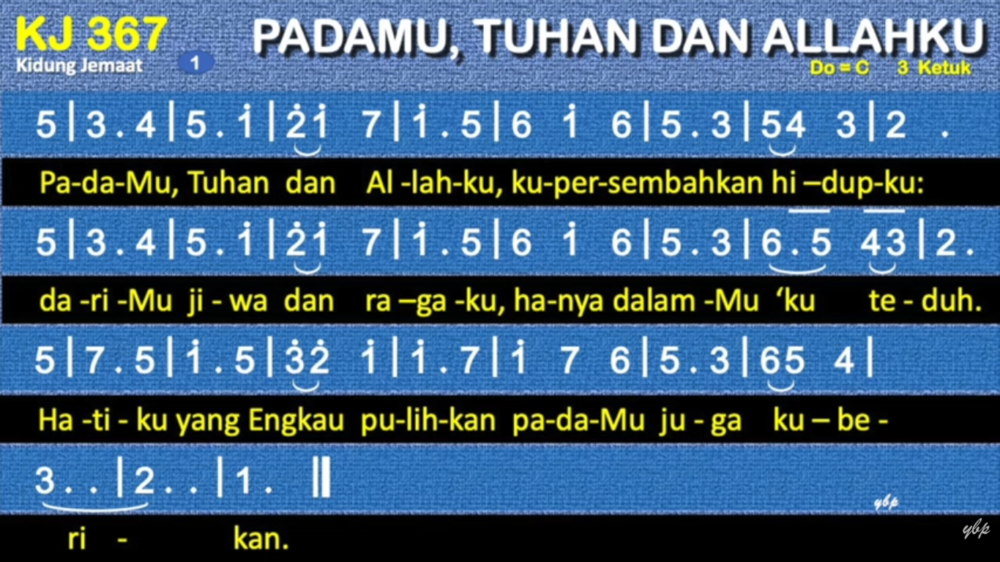 KJ 367
PADAMU, TUHAN DAN ALLAHKU
Kidung Jemaat
1
Do = C 3 Ketuk
5 | 3 . 4 | 5 . i̇ | 2̇ 1̇ 7 | 1̇ . 5 | 6 1̇ 6 | 5 . 3 | 54 3 | 2 .
Pa-da-Mu, Tuhan dan Al -lah-ku, ku-per-sembahkan hi –dup-ku:
5 | 3 . 4 | 5 . 1̇ | 2̇1̇ 7 | 1̇ . 5 | 6 1̇ 6 | 5 . 3 | 6 . 5 43 | 2 .
da -ri -Mu ji - wa dan ra –ga -ku, ha-nya dalam -Mu ‘ku te - duh.
5 | 7 . 5 | 1̇ . 5 | 3̇2̇ 1̇ | 1̇ . 7 | 1̇ 7 6 | 5 . 3 | 65 4 |
Ha -ti - ku yang Engkau pu-lih-kan pa-da-Mu ju - ga ku – be -
3 . . | 2 . . | 1 . ||
ri - kan.
ybp
ybp